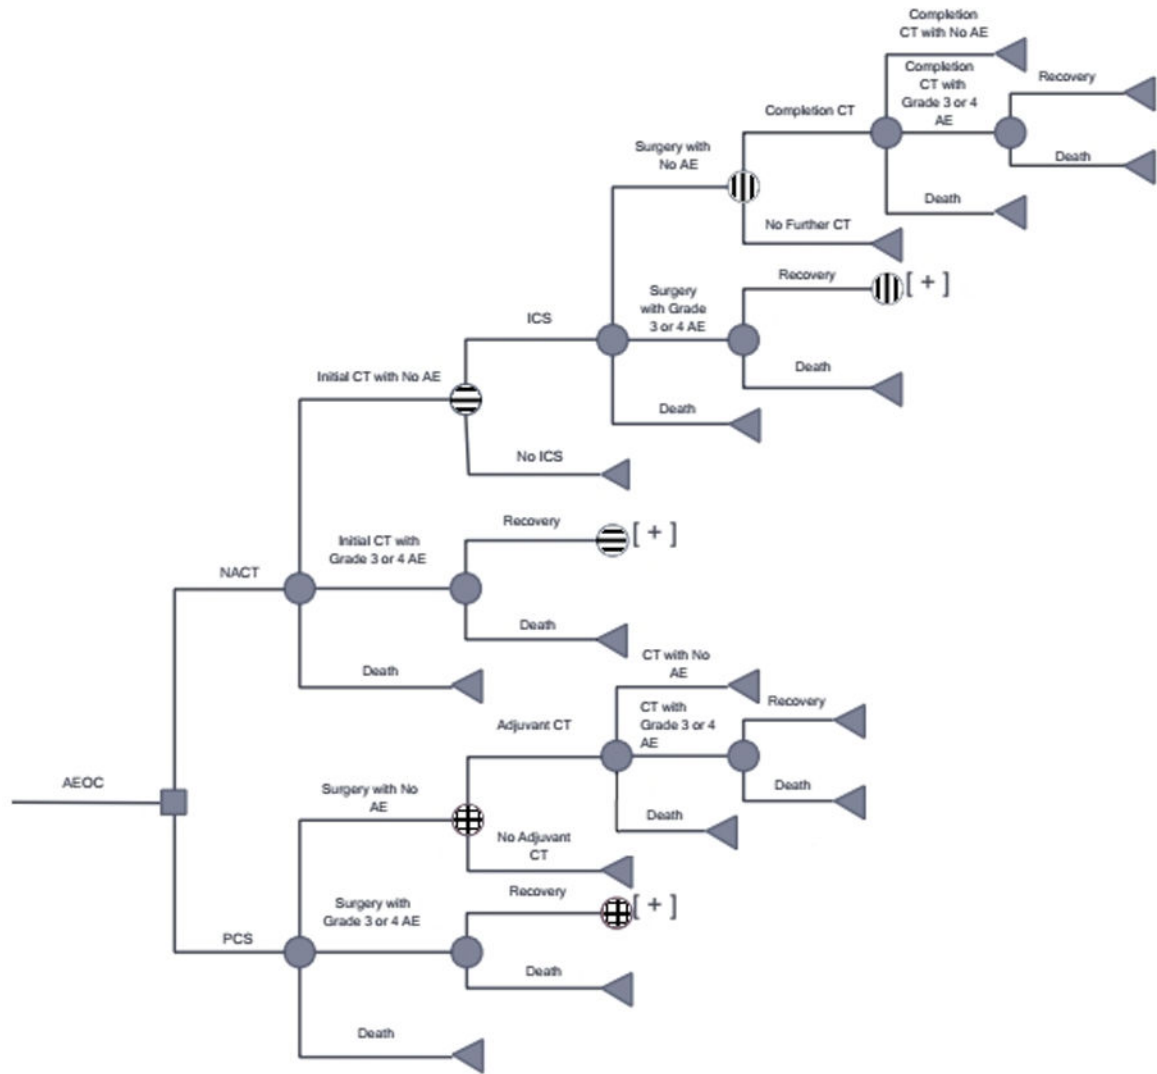 Completion
CT with No AE
Completion
CT with
Grade 3 or 4
AE
Recovery
Death
Completion CT
Death
Surgery with
No AE
No Further CT
Recovery
[ + ]
Surgery
with Grade
3 or 4 AE
ICS
Death
Initial CT with No AE
Death
No ICS
Recovery
[ + ]
Initial CT with
Grade 3 or 4 AE
NACT
Death
Death
CT with No
AE
Recovery
CT with
Grade 3 or 4
AE
Adjuvant CT
Death
AEOC
Surgery with No
AE
Death
No Adjuvant
CT
Recovery
[ + ]
Surgery with
Grade 3 or 4 AE
PCS
Death
Death